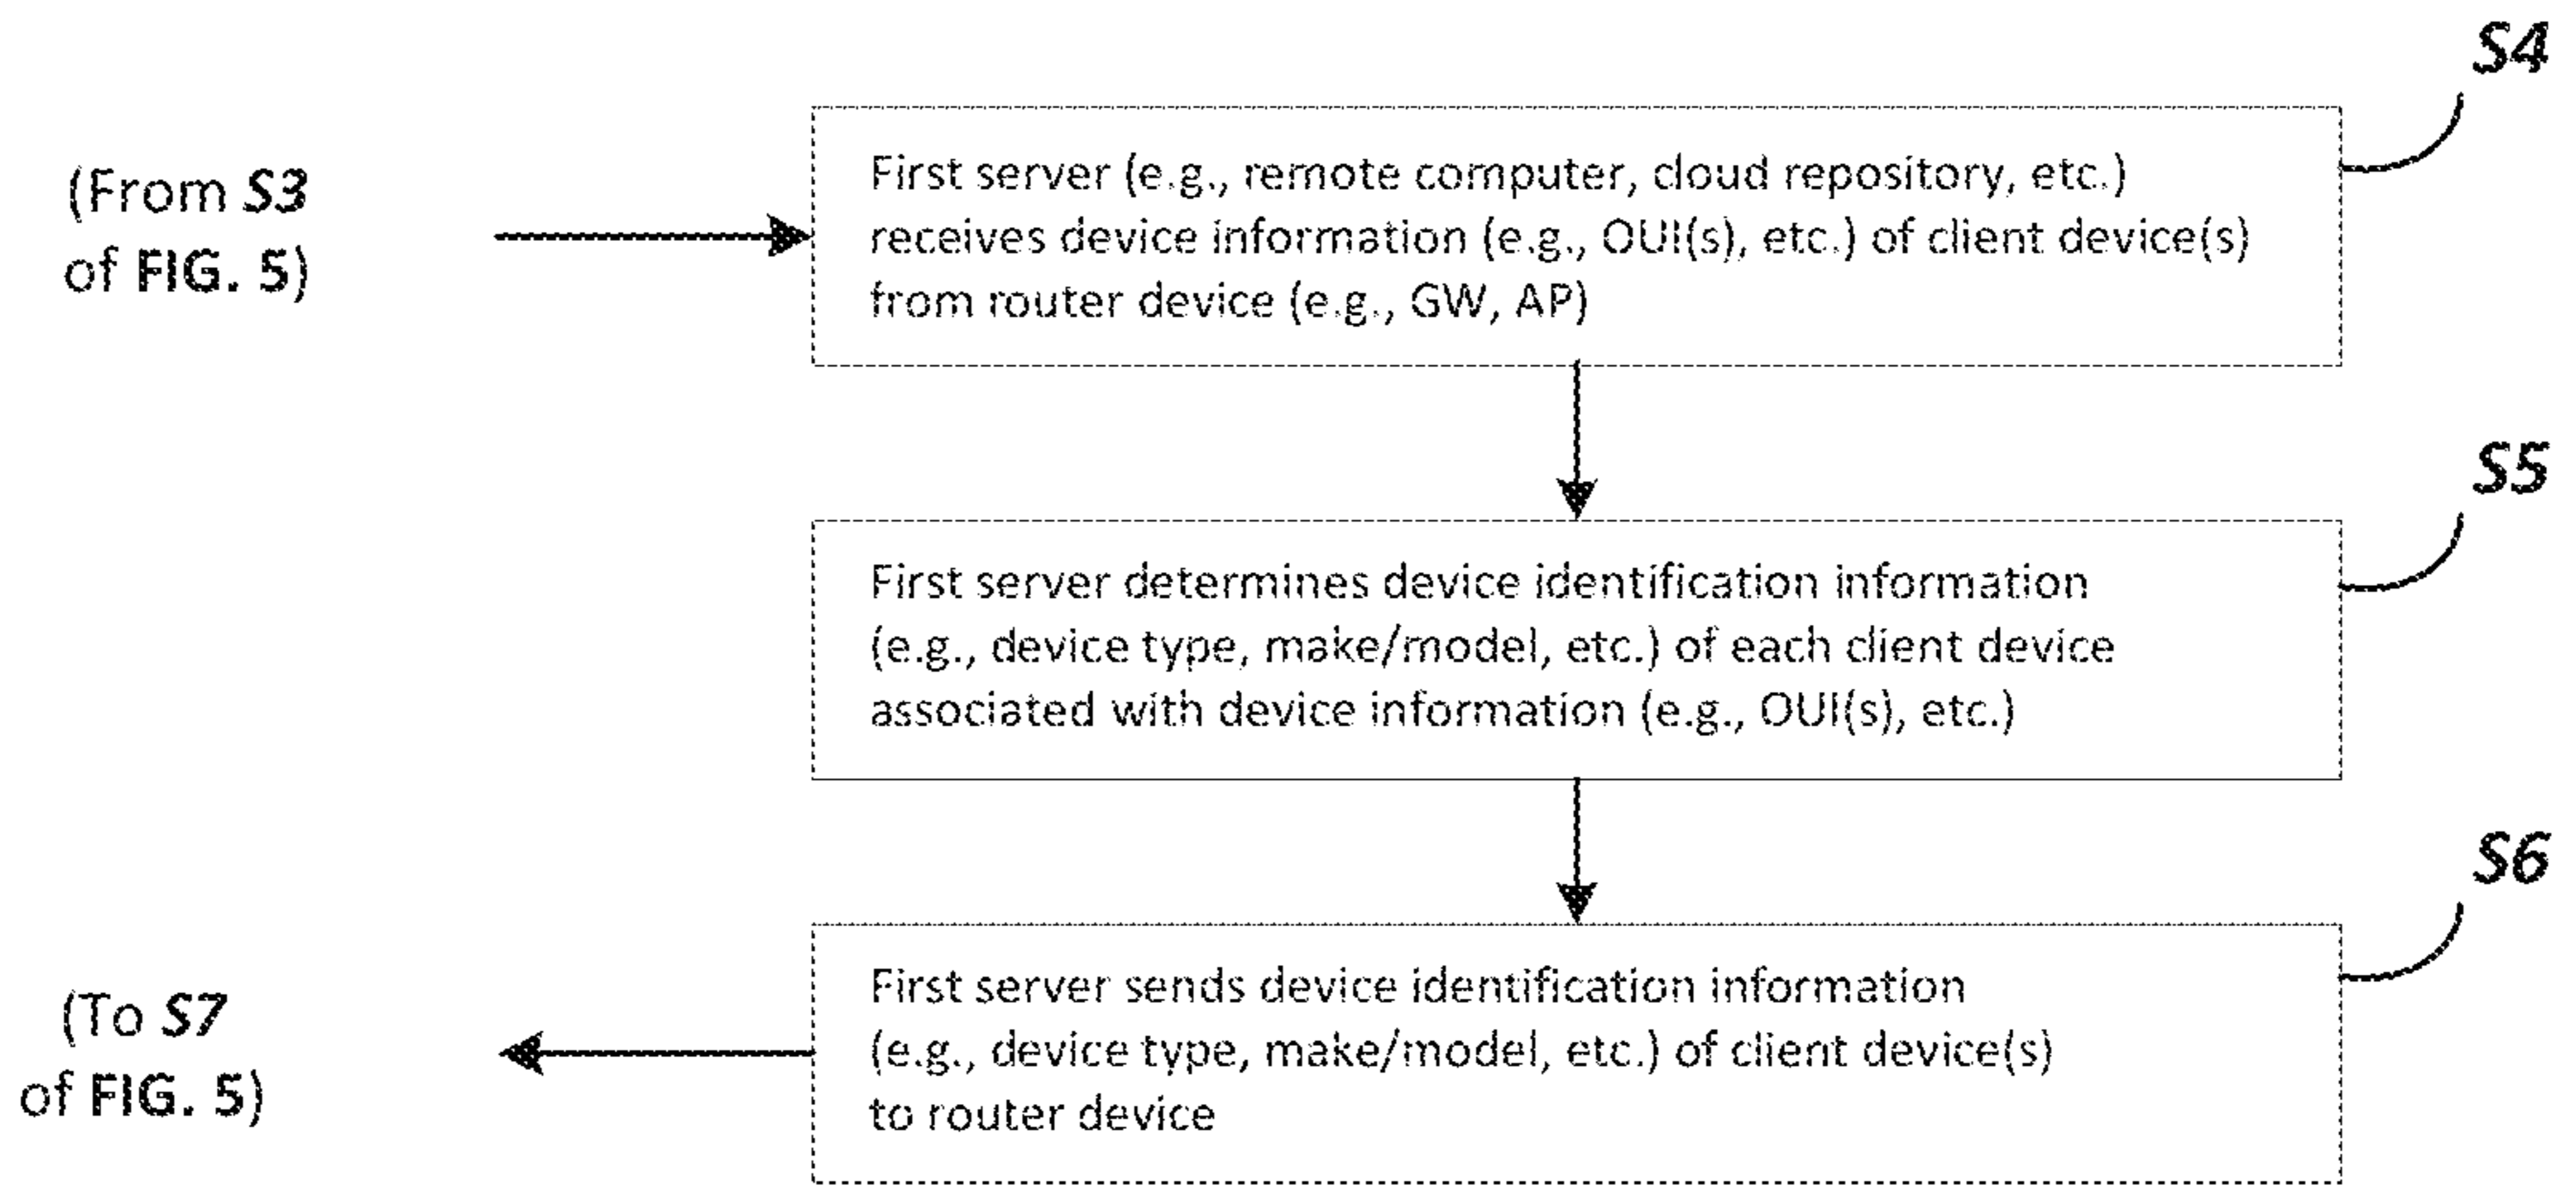 S4
(From S3
of FIG. 5)
First server (e.g., remote computer, cloud repository, etc.)
receives device information (e.g., OUI(s), etc.) of client device(s)
from router device (e.g., GW, AP)
S5
First server determines device identification information
(e.g., device type, make/model, etc.) of each client device
associated with device information (e.g., OUI(s), etc.)
S6
First server sends device identification information
(e.g., device type, make/model, etc.) of client device(s)
to router device
(To S7
of FIG. 5)